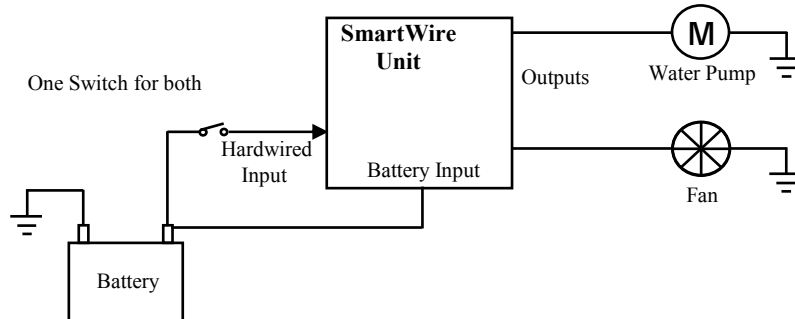 SmartWire
Unit
M
Water Pump
Outputs
One Switch for both
Hardwired
Input
Battery Input
Fan
Battery